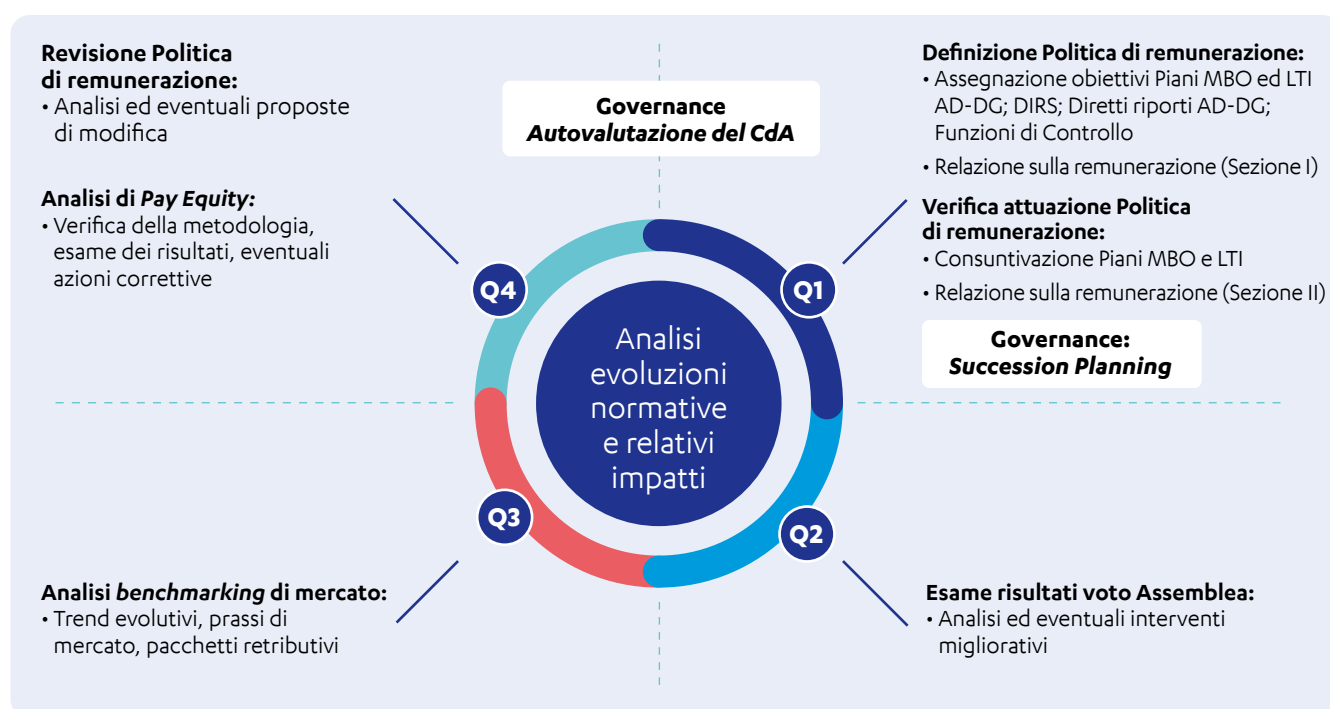 Revisione Politica
di remunerazione:
• Analisi ed eventuali proposte
di modifica
Analisi di Pay Equity:
• Verifica della metodologia,
esame dei risultati, eventuali
azioni correttive
Governance
Autovalutazione del CdA
Definizione Politica di remunerazione:
• Assegnazione obiettivi Piani MBO ed LTI
AD-DG; DIRS; Diretti riporti AD-DG;
Funzioni di Controllo
• Relazione sulla remunerazione (Sezione I)
Verifica attuazione Politica
di remunerazione:
• Consuntivazione Piani MBO e LTI
• Relazione sulla remunerazione (Sezione II)
Governance:
Succession Planning
Q4
Q1
Analisi
evoluzioni
normative
e relativi
impatti
Q3
Q2
Analisi benchmarking di mercato:
• Trend evolutivi, prassi di
mercato, pacchetti retributivi
Esame risultati voto Assemblea:
• Analisi ed eventuali interventi
migliorativi